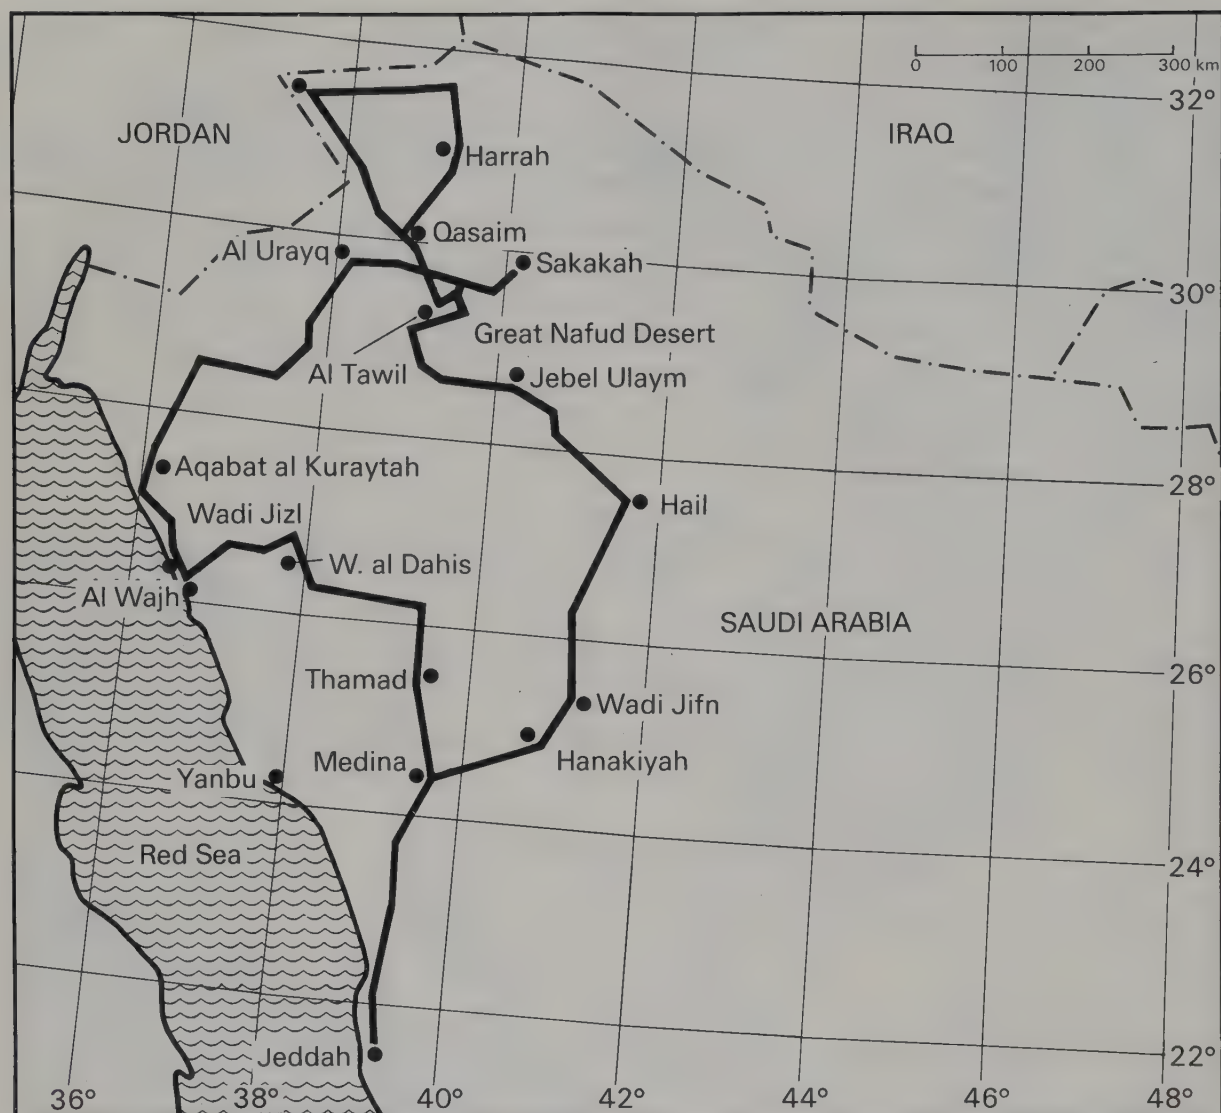 0 100 200 300 km
32°
JORDAN
IRAQ
Harrah
Qasaim
Al Urayq
Sakakah
30°
Great Nafud Desert
Al Tawil
Jebel Ulaym
Aqabat al Kuraytah
28°
Hail
Wadi Jizl
W. al Dahis
Al Wajh
SAUDI ARABIA
26°
Thamad
Wadi Jifn
Medina
Hanakiyah
Yanbu
Red Sea
24°
Jeddah
22°
36° 38° 40° 42° 44° 46° 48°